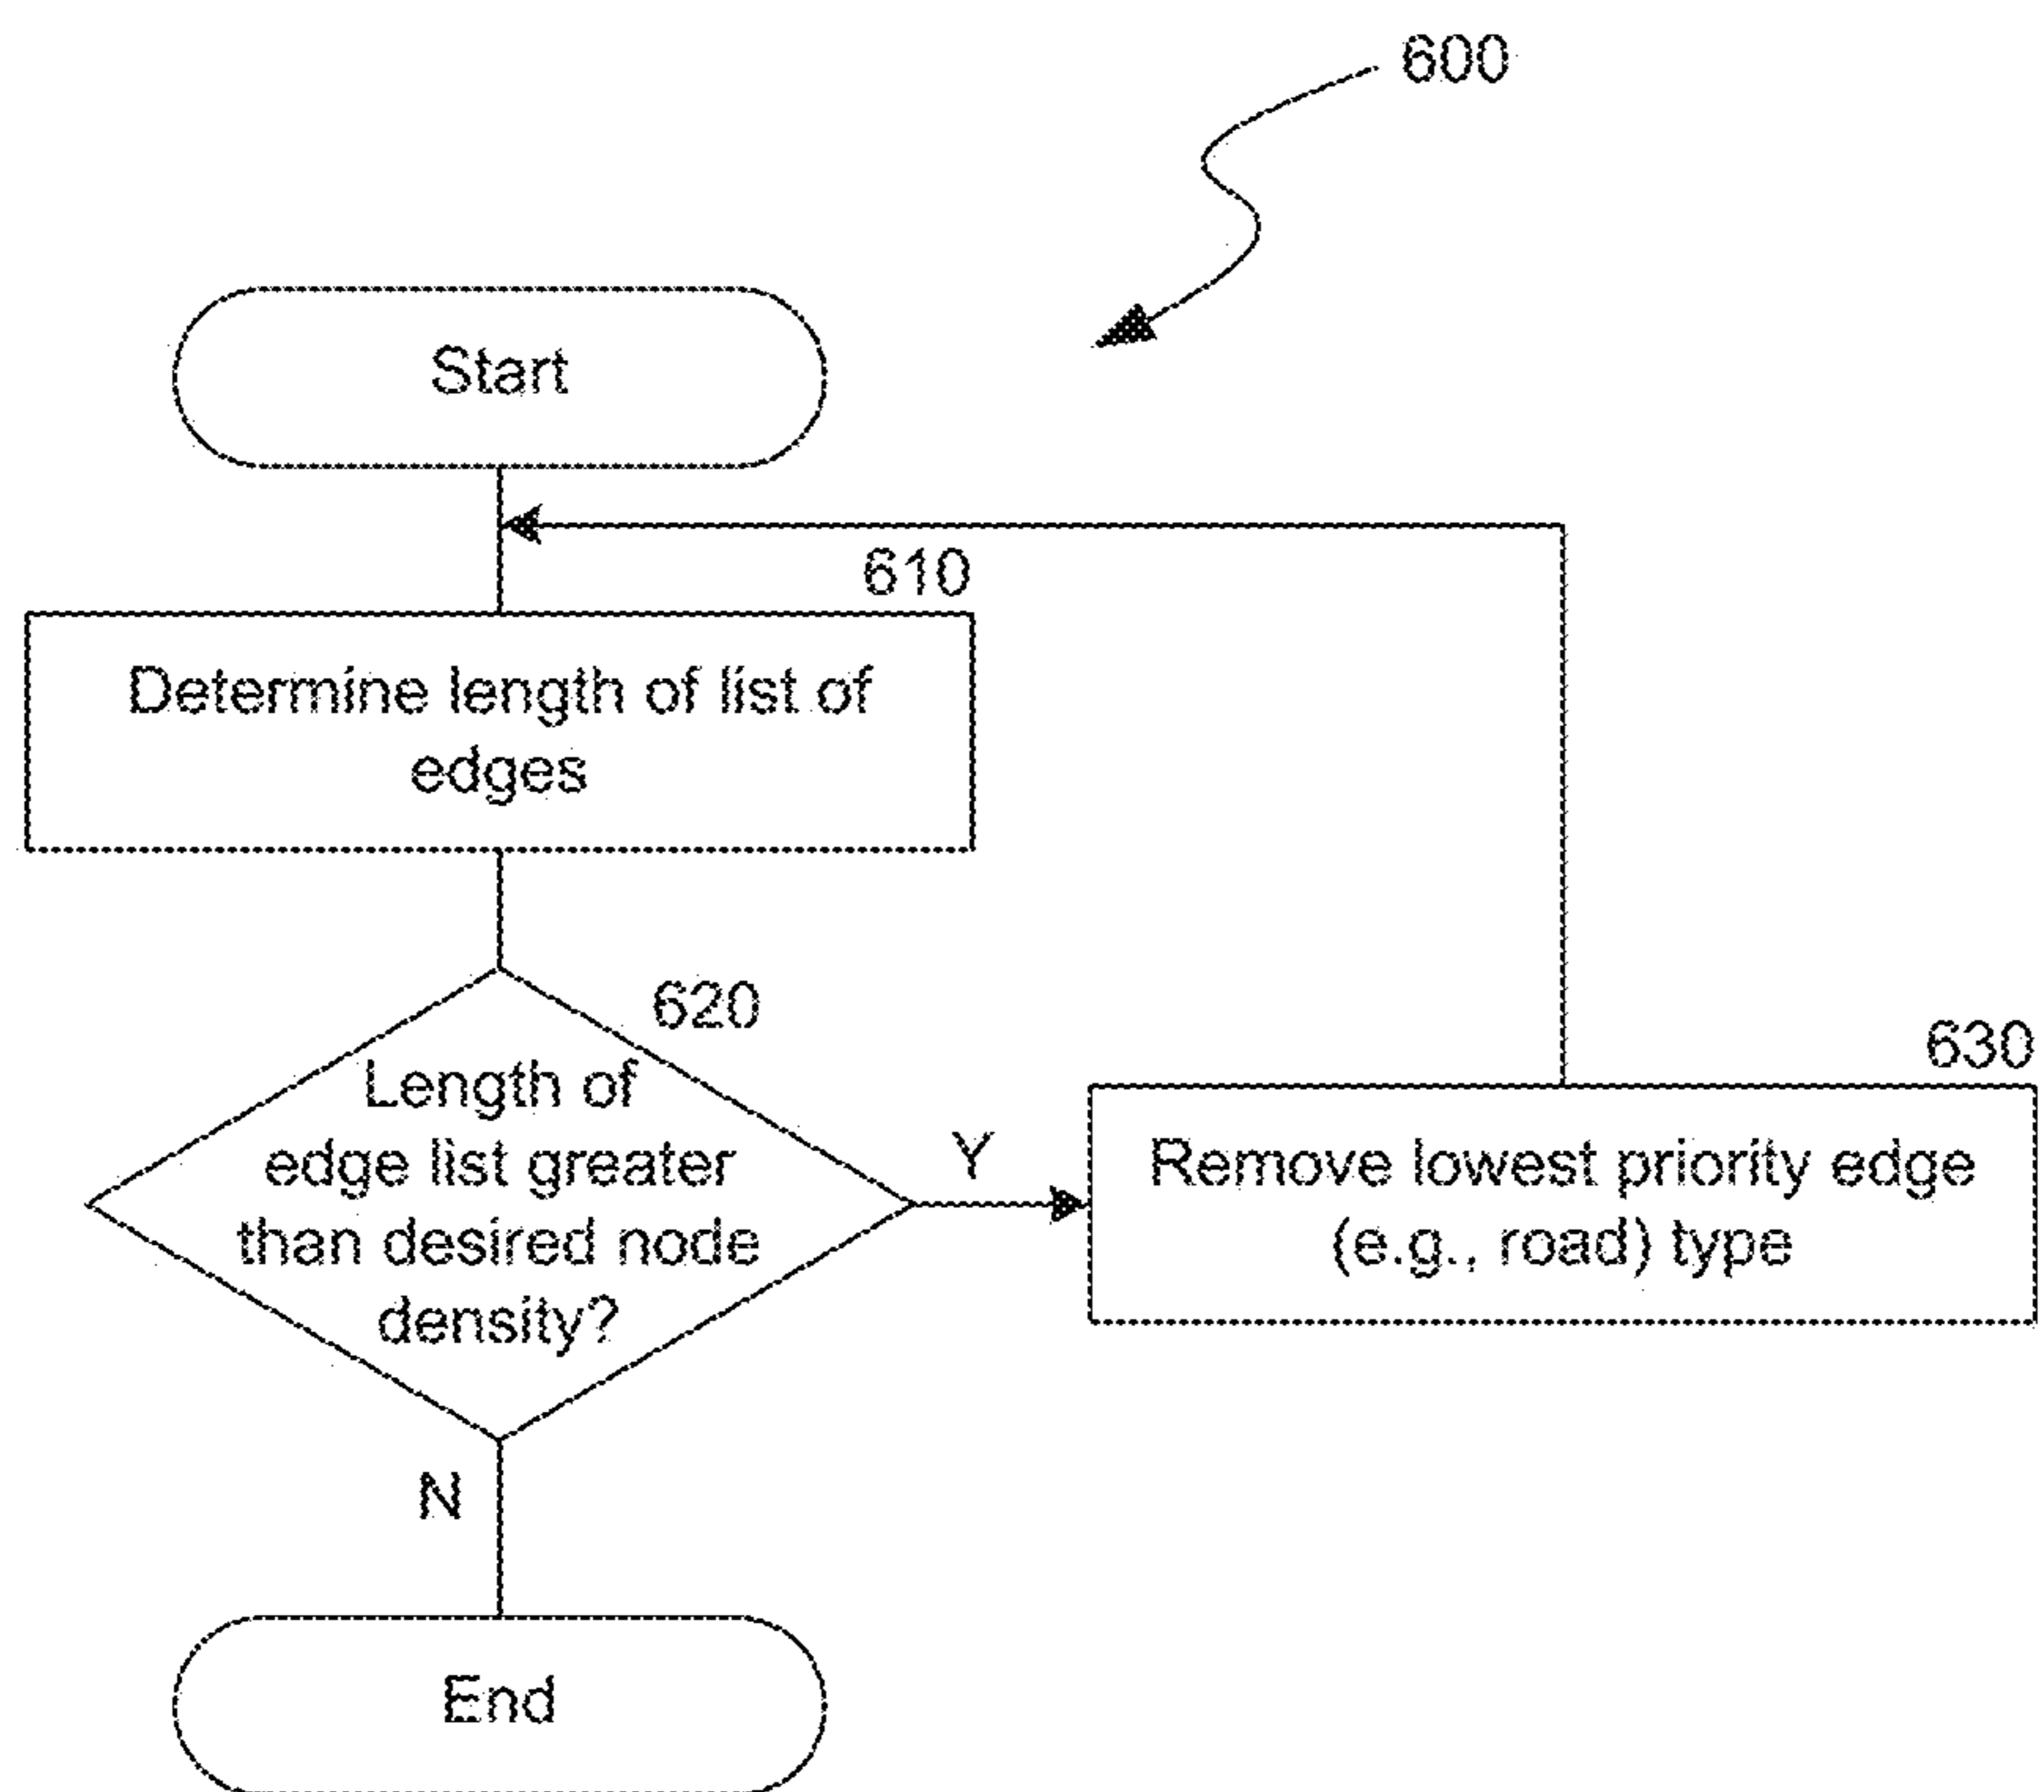 600
Start
610
Determine length of list of
edges
620
Length of
edge list greater
than desired node
density?
Y
630
Remove lowest priority edge
(e.g., road) type
N
End